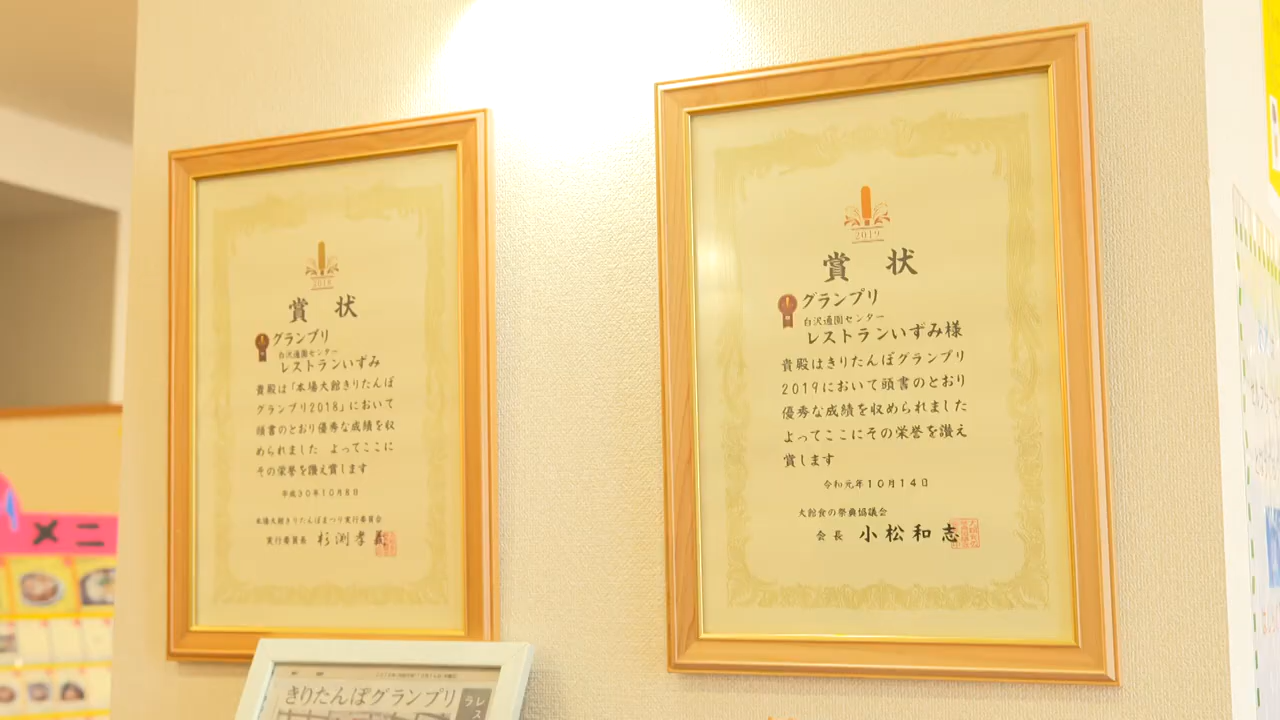 2018
賞状
グランプリ
白沢通園センター
レストランいずみ
貴殿は「本場大館きりたんぽ
グランプリ2018」において
頭書のとおり優秀な成績を収
められました よってここに
その栄誉を讃え賞します
平成30年10月8日
本場大館きりたんぽまつり実行委員会
実行委員長 杉渕孝義
2019
賞状
グランプリ
白沢通園センター
レストランいずみ様
貴殿はきりたんぽグランプリ
2019において頭書のとおり
優秀な成績を収められました
よってここにその栄誉を讃え
賞します
令和元年10月14日
大館食の祭典協議会
会長 小松和志
きりたんぽグランプリ
レス
ラ
メニ